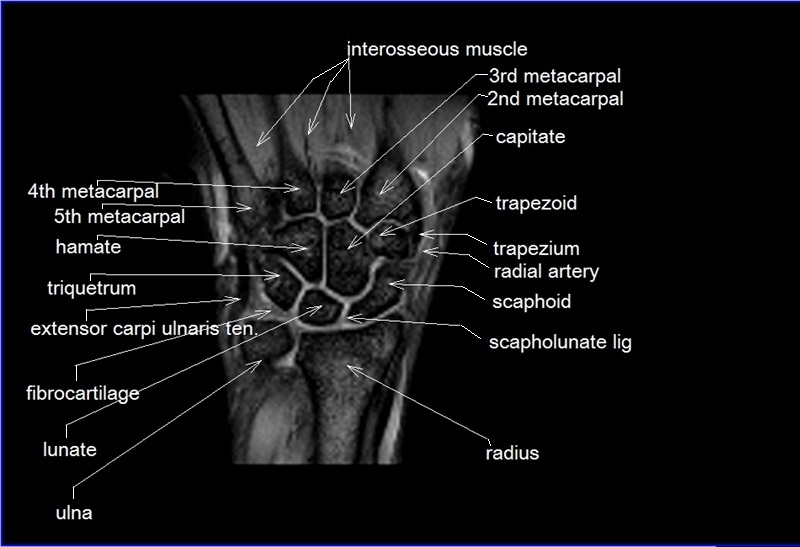 interosseous muscle
3rd metacarpal
2nd metacarpal
capitate
4th metacarpal
5th metacarpal
trapezoid
hamate
trapezium
radial artery
triquetrum
scaphoid
extensor carpi ulnaris ten.
scapholunate lig
fibrocartilage
lunate
radius
ulna